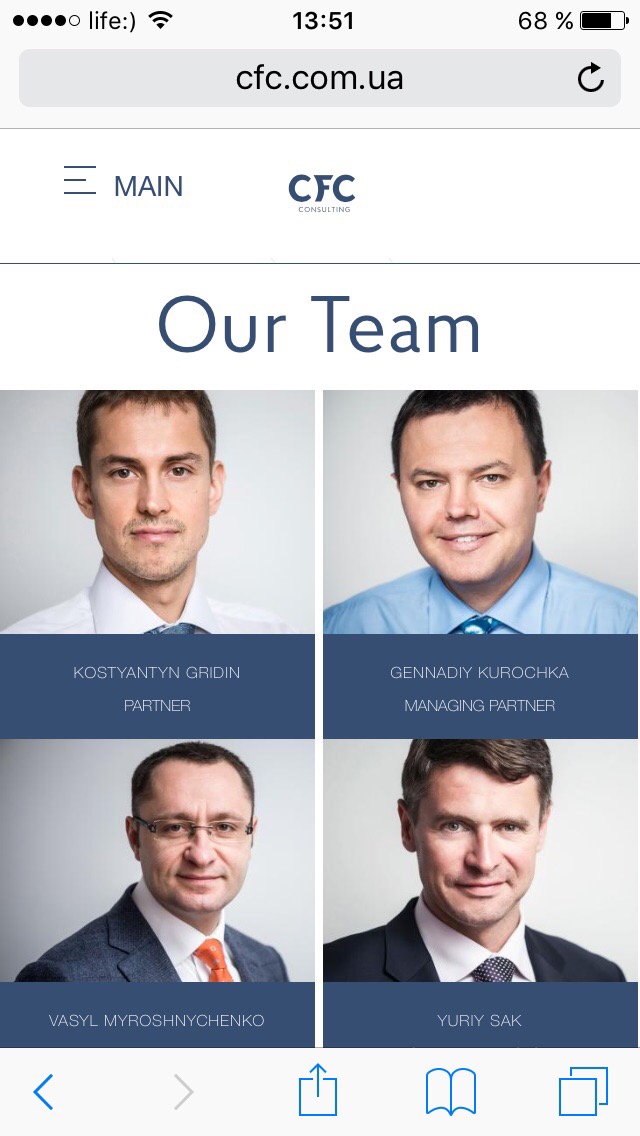 life:) 13:51 68 %
cfc.com.ua
MAIN
CFC
CONSULTING
Our Team
KOSTYANTYN GRIDIN
PARTNER
GENNADIY KUROCHKA
MANAGING PARTNER
VASYL MYROSHNYCHENKO
YURIY SAK